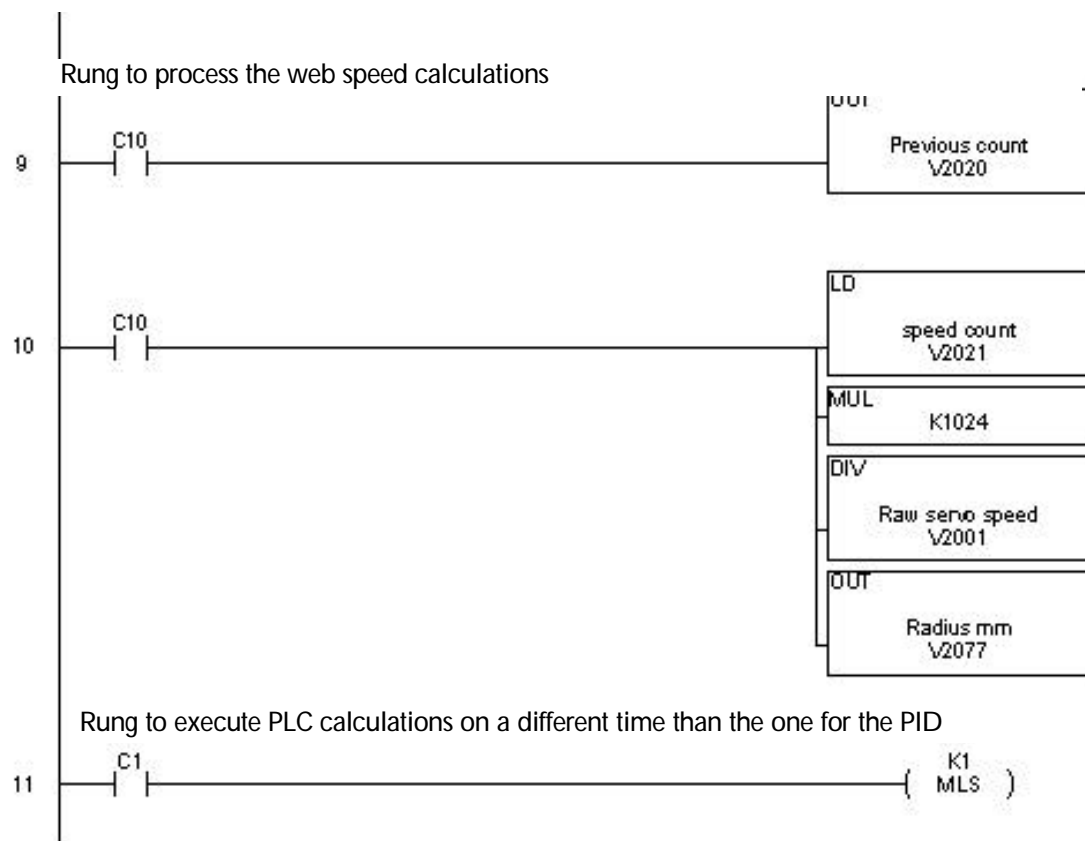 Rung to process the web speed calculations
OUT
9
C10
Previous count
V2020
10
C10
LD
speed count
V2021
MUL
K1024
DIV
Raw servo speed
V2001
OUT
Radius mm
V2077
Rung to execute PLC calculations on a different time than the one for the PID
11
C1
K1
( MLS )